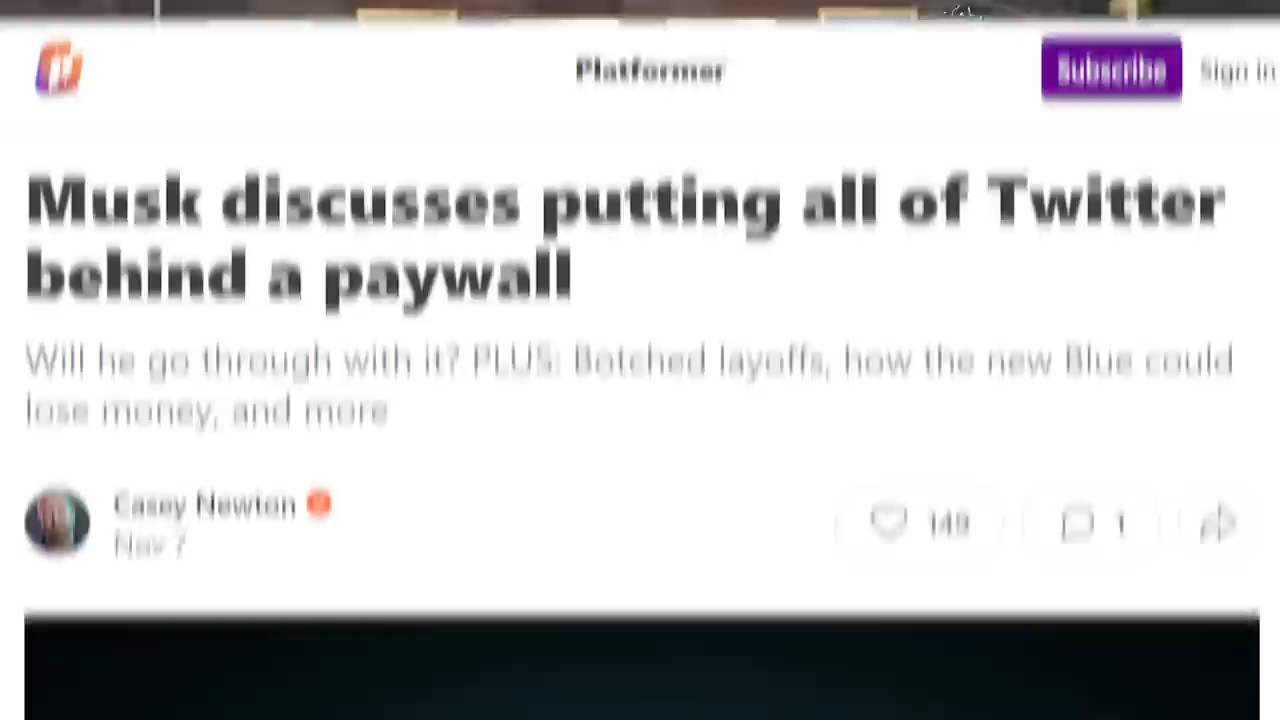 Platformer
Subscribe
Sign in
Musk discusses putting all of Twitter
behind a paywall
Will he go through with it? PLUS: Botched layoffs, how the new Blue could
lose money, and more
Casey Newton
Nov 7
149
1